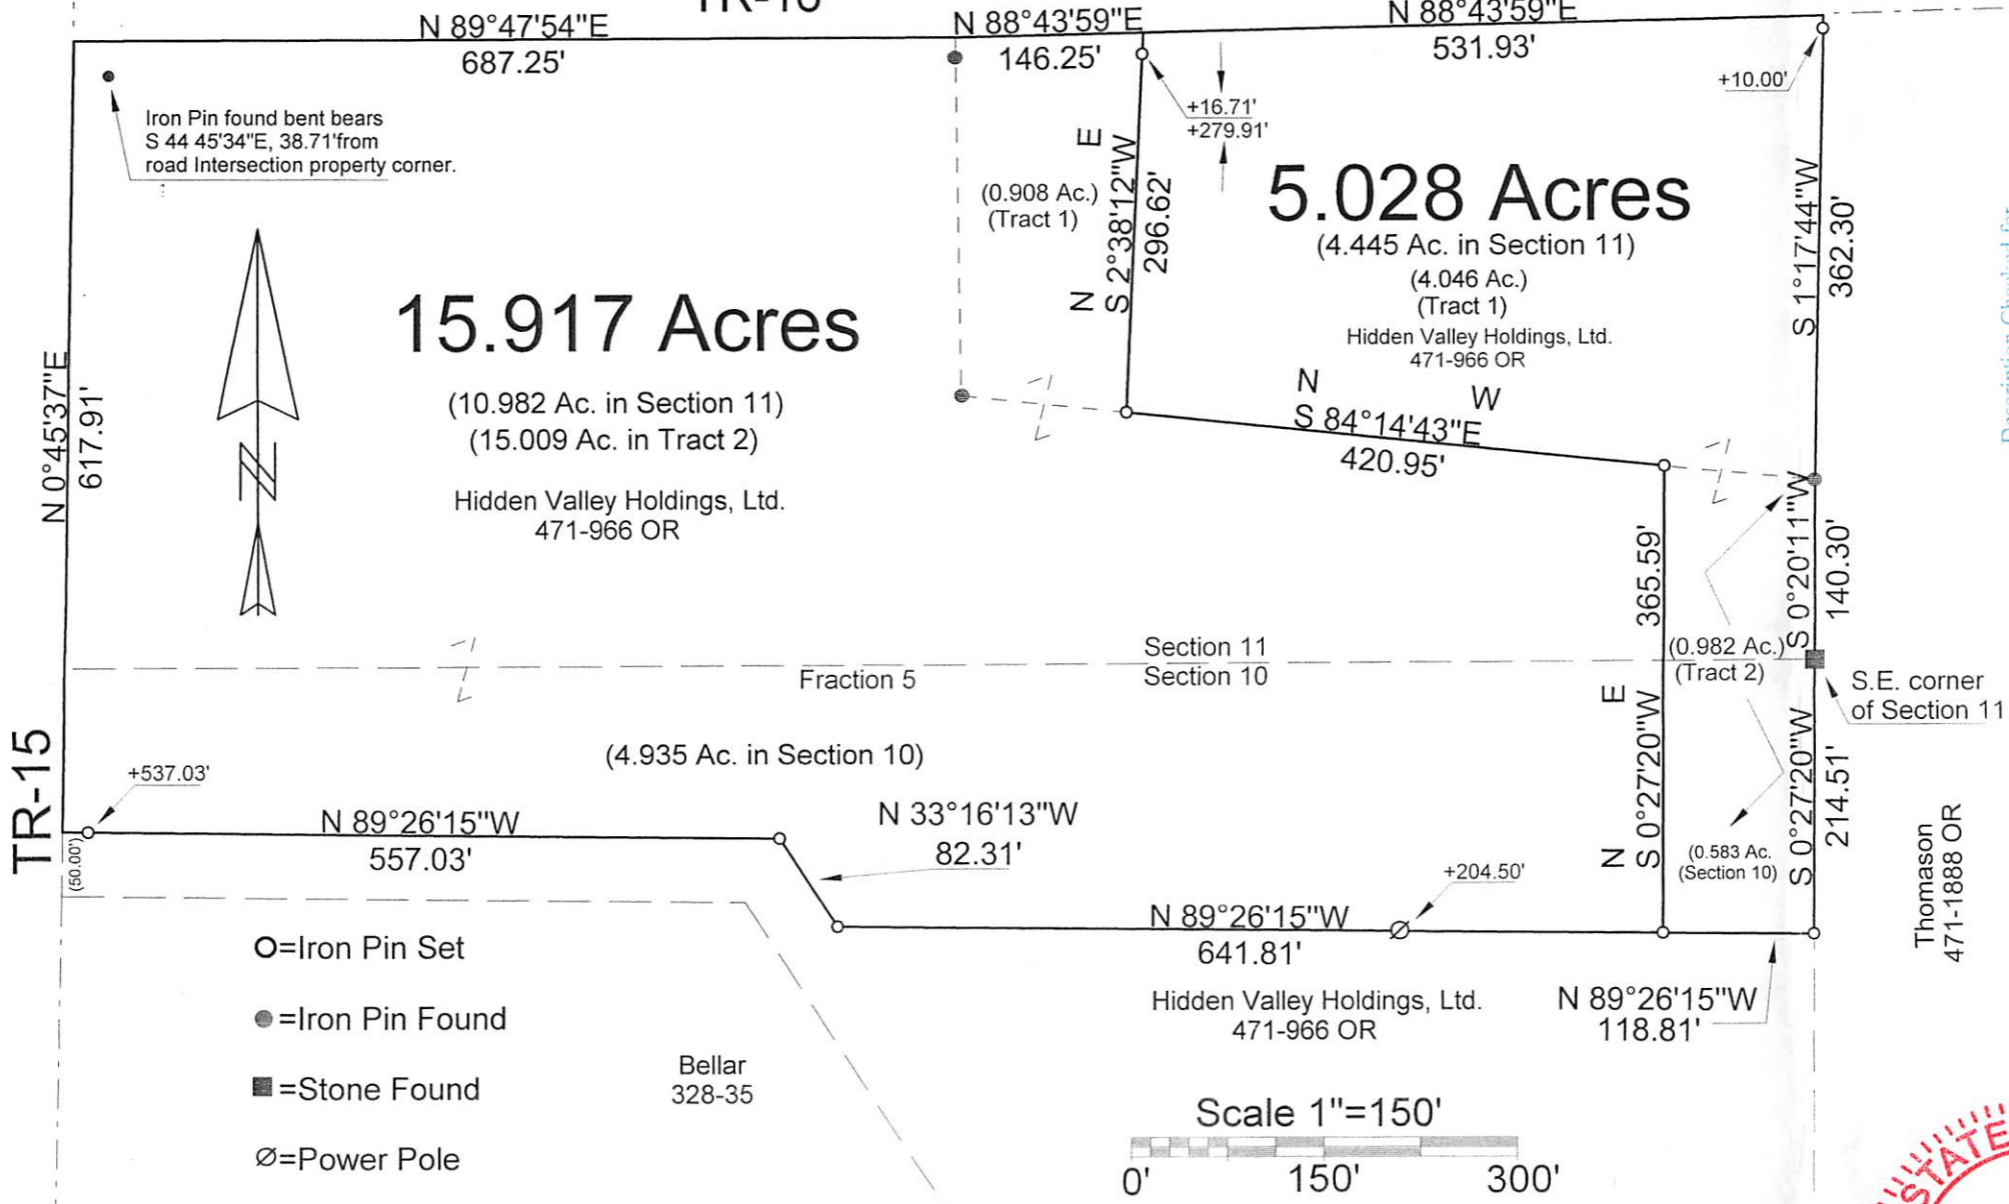 TR-16
N 89°47'54"E
687.25'
N 88°43'59"E
146.25'
N 88°43'59"E
531.93'
+10.00'
+16.71'
+279.91'
Iron Pin found bent bears
S 44 45'34"E, 38.71'from
road Intersection property corner.
(0.908 Ac.)
(Tract 1)
N E
S 2°38'12"W
296.62'
5.028 Acres
(4.445 Ac. in Section 11)
(4.046 Ac.)
(Tract 1)
Hidden Valley Holdings, Ltd.
471-966 OR
S 1°17'44"W
362.30'
15.917 Acres
(10.982 Ac. in Section 11)
(15.009 Ac. in Tract 2)
Hidden Valley Holdings, Ltd.
471-966 OR
N 0°45'37"E
617.91'
N
N W
S 84°14'43"E
420.95'
365.59'
S 0°20'11"W
140.30'
Section 11
Section 10
Fraction 5
(0.982 Ac.)
(Tract 2)
S.E. corner
of Section 11
N E
S 0°27'20"W
S 0°27'20"W
214.51'
(4.935 Ac. in Section 10)
TR-15
+537.03'
(50.00")
N 89°26'15"W
557.03'
N 33°16'13"W
82.31'
+204.50'
(0.583 Ac.
(Section 10)
Thomason
471-1888 OR
N 89°26'15"W
641.81'
Hidden Valley Holdings, Ltd.
471-966 OR
N 89°26'15"W
118.81'
O=Iron Pin Set
=Iron Pin Found
=Stone Found
Ø=Power Pole
Bellar
328-35
Scale 1"=150'
0' 150' 300'
STATE